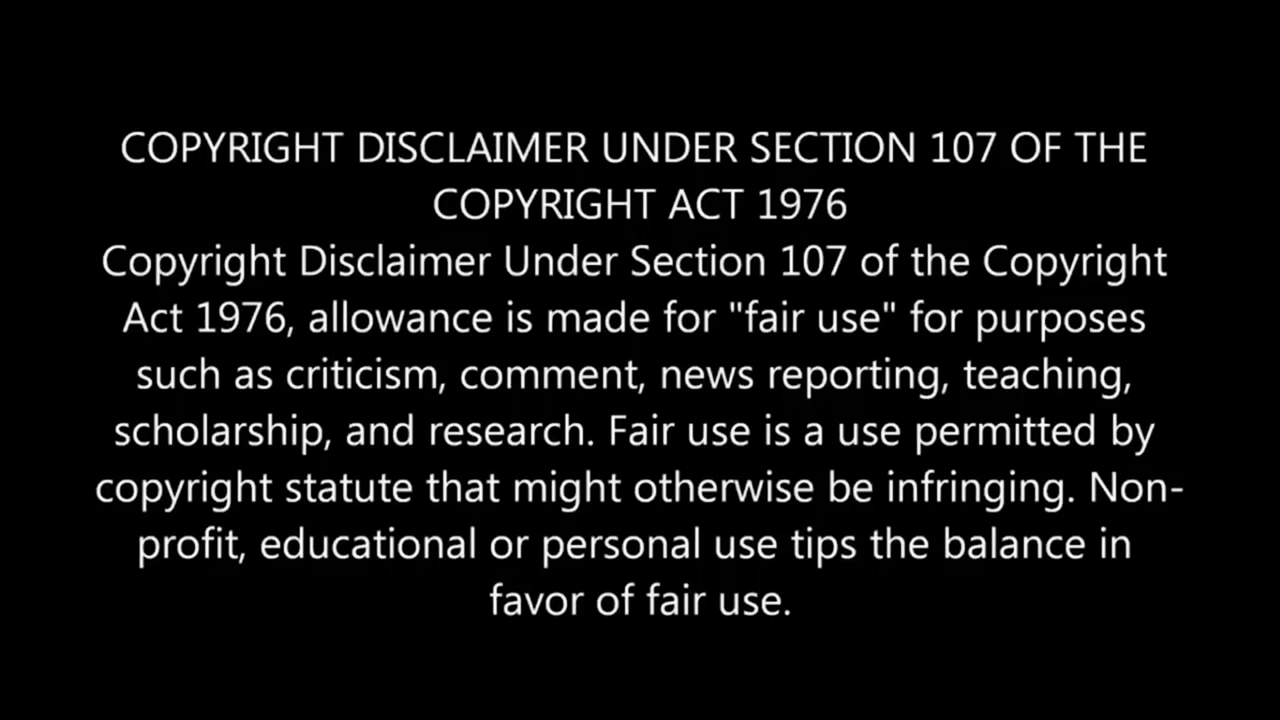 COPYRIGHT DISCLAIMER UNDER SECTION 107 OF THE
COPYRIGHT ACT 1976
Copyright Disclaimer Under Section 107 of the Copyright
Act 1976, allowance is made for "fair use" for purposes
such as criticism, comment, news reporting, teaching,
scholarship, and research. Fair use is a use permitted by
copyright statute that might otherwise be infringing. Non-
profit, educational or personal use tips the balance in
favor of fair use.